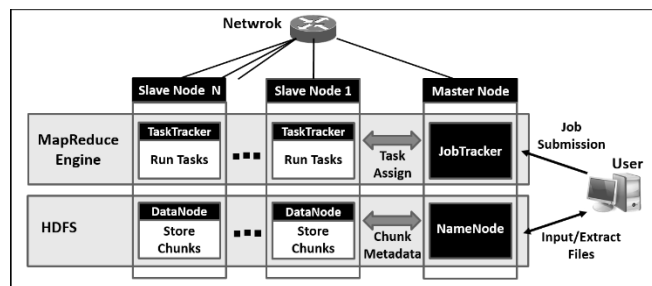 Netwrok
Slave Node N
Slave Node 1
Master Node
MapReduce
Engine
TaskTracker
Run Tasks
TaskTracker
Run Tasks
Task
Assign
JobTracker
Job
Submission
User
HDFS
DataNode
Store
Chunks
DataNode
Store
Chunks
Chunk
Metadata
NameNode
Input/Extract
Files